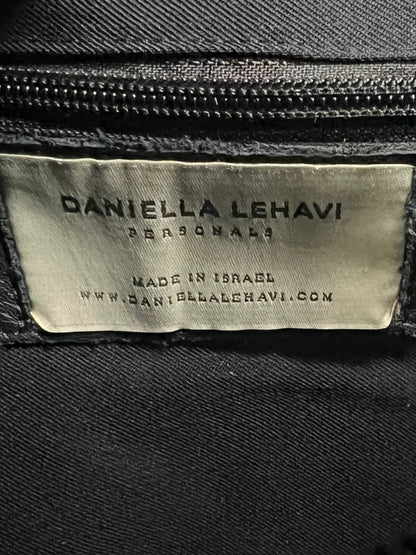 DANIELLA LEHAVI
PERSONALS
MADE IN ISRAEL
WWW.DANIELLALEHAVI.COM